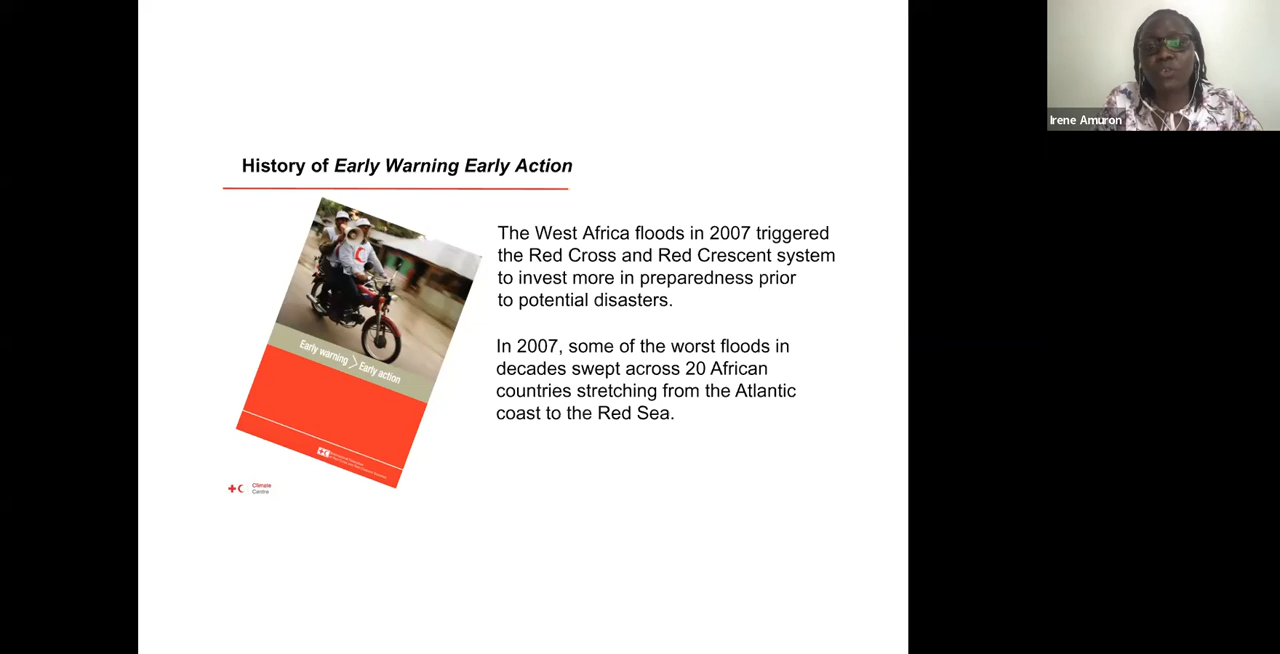 Irene Amuron
History of Early Warning Early Action
The West Africa floods in 2007 triggered
the Red Cross and Red Crescent system
to invest more in preparedness prior
to potential disasters.
In 2007, some of the worst floods in
decades swept across 20 African
countries stretching from the Atlantic
coast to the Red Sea.
Early warning > Early action
Climate
Centre